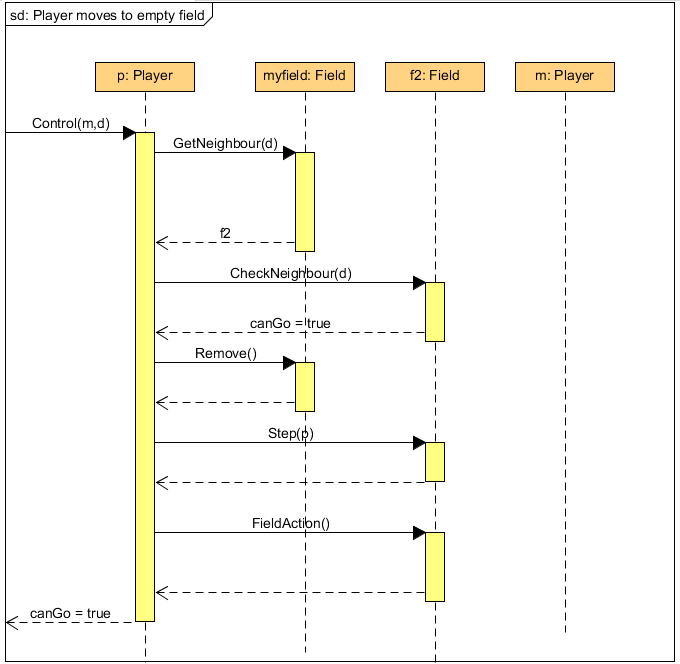 sd: Player moves to empty field
p: Player
myfield: Field
f2: Field
m: Player
Control(m,d)
GetNeighbour(d)
f2
CheckNeighbour(d)
canGo = true
Remove()
Step(p)
FieldAction()
canGo = true